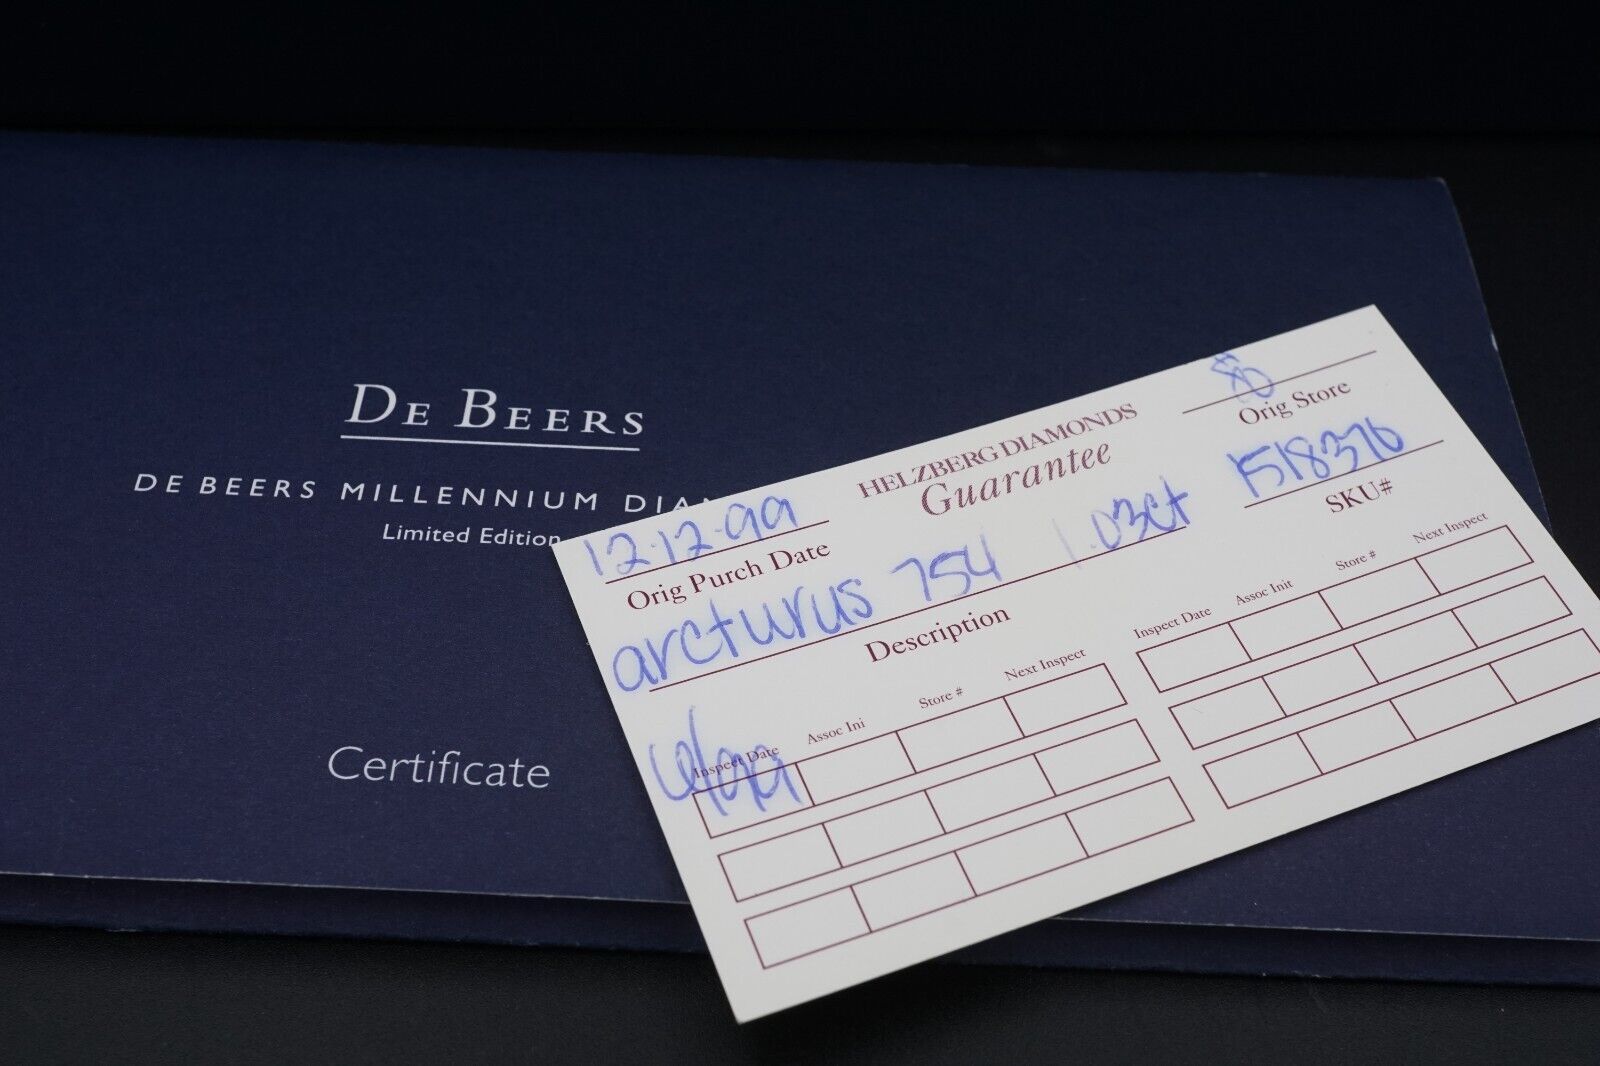 DE BEERS
DE BEERS MILLENNIUM
Limited Edition
Certificate
HELZBERG DIAMONDS
Guarantee
Orig Store
12-12-99
Orig Purch Date
1518376
SKU#
arcturus 754 1.03ct
Description
Inspect Date Assoc Ini Store # Next Inspect
Inspect Date Assoc Init Store # Next Inspect